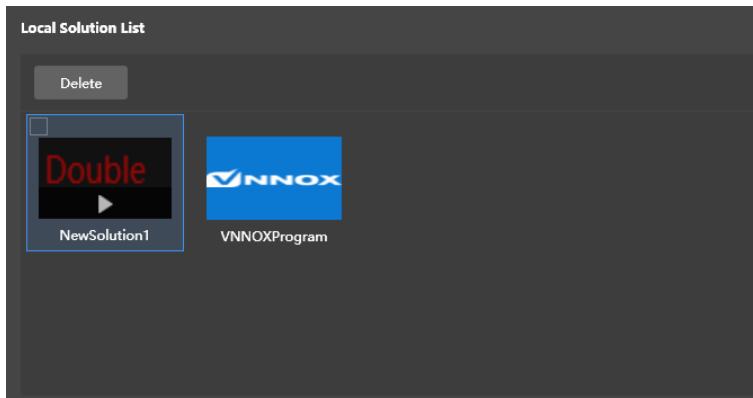 Local Solution List
Delete
Double
VNNOX
NewSolution1
VNNOXProgram